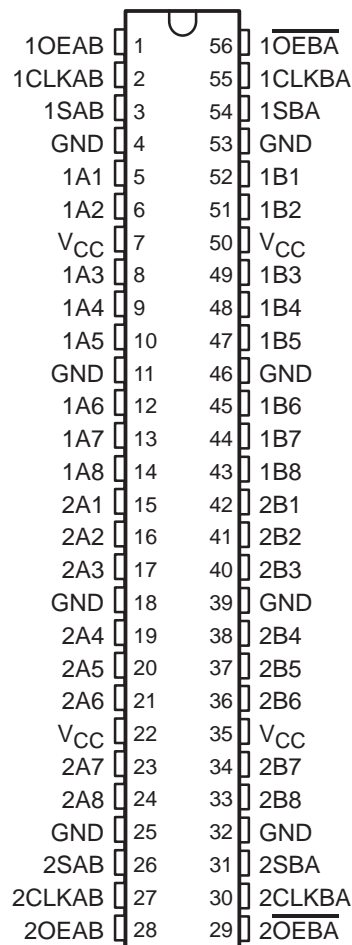 1OEAB 1 56 1O̅E̅B̅A̅
1CLKAB 2 55 1CLKBA
1SAB 3 54 1SBA
GND 4 53 GND
1A1 5 52 1B1
1A2 6 51 1B2
VCC 7 50 VCC
1A3 8 49 1B3
1A4 9 48 1B4
1A5 10 47 1B5
GND 11 46 GND
1A6 12 45 1B6
1A7 13 44 1B7
1A8 14 43 1B8
2A1 15 42 2B1
2A2 16 41 2B2
2A3 17 40 2B3
GND 18 39 GND
2A4 19 38 2B4
2A5 20 37 2B5
2A6 21 36 2B6
VCC 22 35 VCC
2A7 23 34 2B7
2A8 24 33 2B8
GND 25 32 GND
2SAB 26 31 2SBA
2CLKAB 27 30 2CLKBA
2OEAB 28 29 2O̅E̅B̅A̅